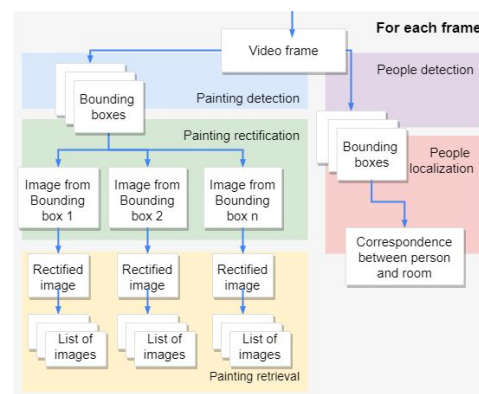 For each frame
Video frame
People detection
Bounding
boxes
Painting detection
Painting rectification
Bounding
boxes
People
localization
Image from
Bounding
box 1
Image from
Bounding
box 2
Image from
Bounding
box n
Correspondence
between person
and room
Rectified
image
Rectified
image
Rectified
image
List of
images
List of
images
List of
images
Painting retrieval